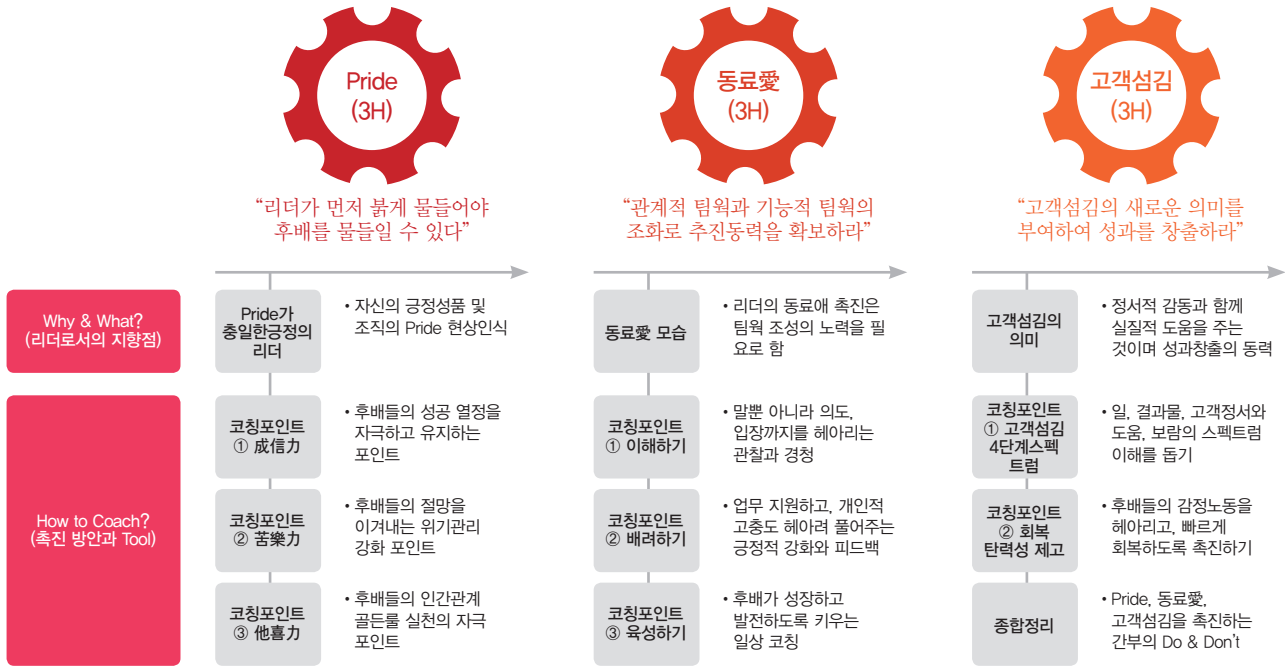 Pride
(3H)
동료愛
(3H)
고객섬김
(3H)
“리더가 먼저 붉게 물들어야
후배를 물들일 수 있다”
“관계적 팀웍과 기능적 팀웍의
조화로 추진동력을 확보하라”
“고객섬김의 새로운 의미를
부여하여 성과를 창출하라”
Why & What?
(리더로서의 지향점)
Pride가
충일한긍정의
리더
• 자신의 긍정성품 및
조직의 Pride 현상인식
동료愛 모습
• 리더의 동료애 촉진은
팀웍 조성의 노력을 필
요로 함
고객섬김의
의미
• 정서적 감동과 함께
실질적 도움을 주는
것이며 성과창출의 동력
How to Coach?
(촉진 방안과 Tool)
코칭포인트
① 成信力
• 후배들의 성공 열정을
자극하고 유지하는
포인트
코칭포인트
① 이해하기
• 말뿐 아니라 의도,
입장까지를 헤아리는
관찰과 경청
코칭포인트
① 고객섬김
4단계스펙
트럼
• 일, 결과물, 고객정서와
도움, 보람의 스펙트럼
이해를 돕기
코칭포인트
② 苦樂力
• 후배들의 절망을
이겨내는 위기관리
강화 포인트
코칭포인트
② 배려하기
• 업무 지원하고, 개인적
고충도 헤아려 풀어주는
긍정적 강화와 피드백
코칭포인트
② 회복
탄력성 제고
• 후배들의 감정노동을
헤아리고, 빠르게
회복하도록 촉진하기
코칭포인트
③ 他喜力
• 후배들의 인간관계
골든룰 실천의 자극
포인트
코칭포인트
③ 육성하기
• 후배가 성장하고
발전하도록 키우는
일상 코칭
종합정리
• Pride, 동료愛,
고객섬김을 촉진하는
간부의 Do & Don't